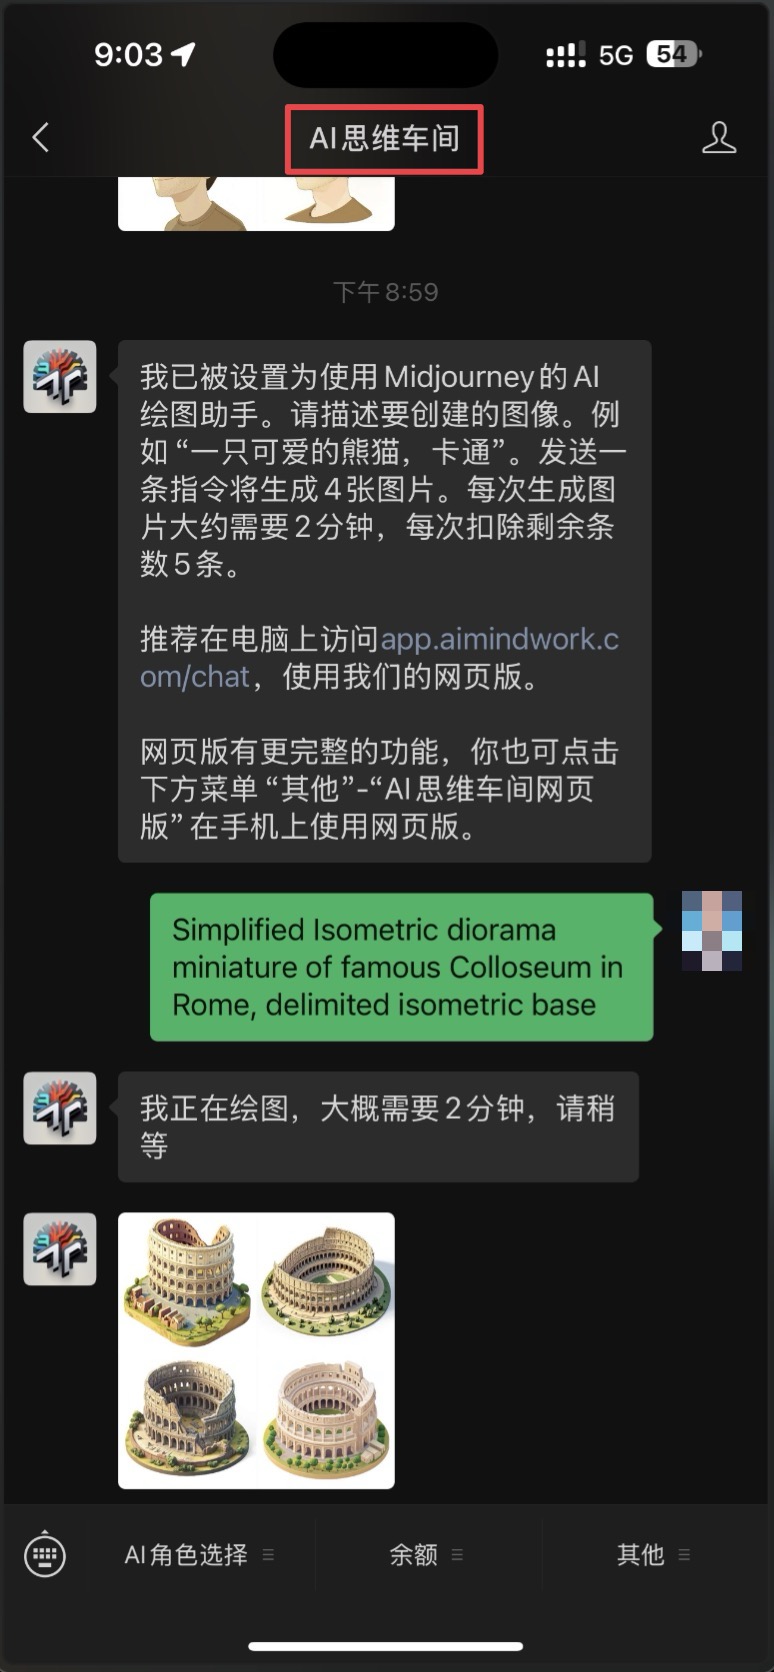 9:03
5G
54
AI思维车间
下午8:59
我已被设置为使用Midjourney的AI
绘图助手。请描述要创建的图像。例
如“一只可爱的熊猫，卡通”。发送一
条指令将生成4张图片。每次生成图
片大约需要2分钟，每次扣除剩余条
数5条。
推荐在电脑上访问app.aimindwork.c
om/chat，使用我们的网页版。
网页版有更完整的功能，你也可点击
下方菜单“其他”-“AI思维车间网页
版”在手机上使用网页版。
Simplified Isometric diorama
miniature of famous Colloseum in
Rome, delimited isometric base
我正在绘图，大概需要2分钟，请稍
等
AI角色选择
余额
其他